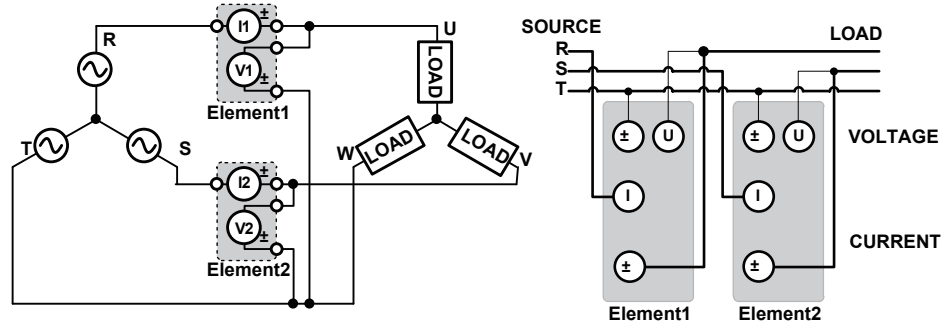 R
T
S
I1 ±
V1 ±
Element1
I2 ±
V2 ±
Element2
U
LOAD
W
LOAD
LOAD
V
SOURCE
LOAD
R
S
T
± U ± U
VOLTAGE
I I
CURRENT
± ±
Element1 Element2